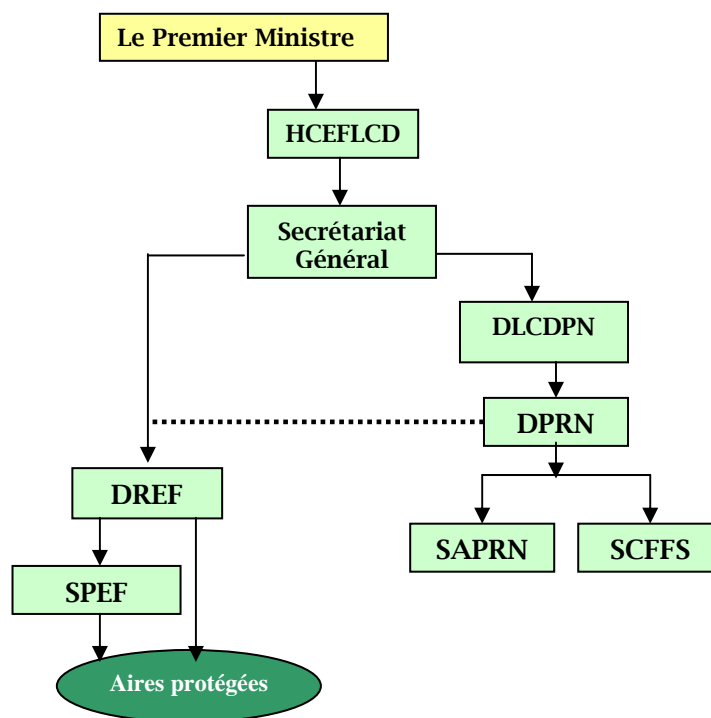 Le Premier Ministre
HCEFLCD
Secrétariat
Général
DLCDPN
DPRN
DREF
SAPRN
SCFFS
SPEF
Aires protégées